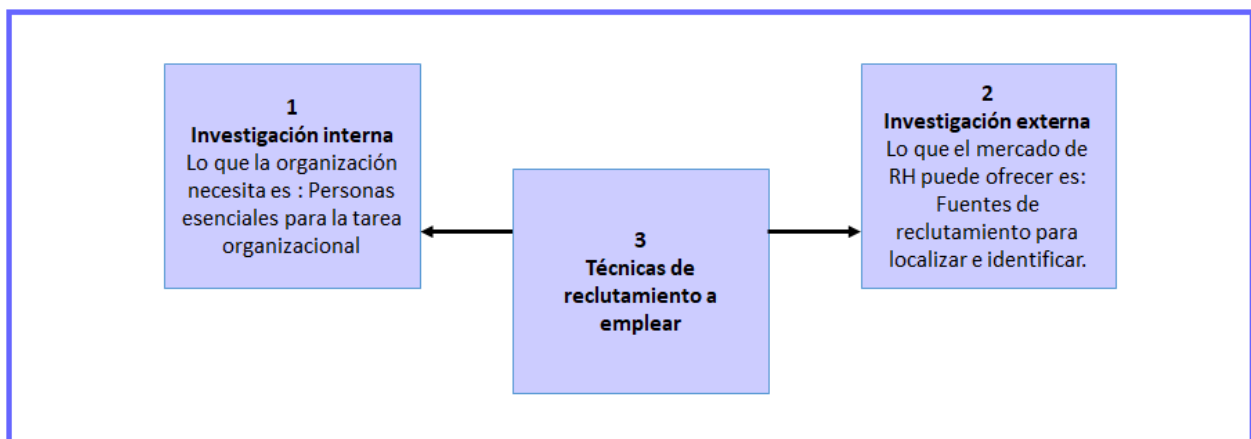 1
Investigación interna
Lo que la organización
necesita es : Personas
esenciales para la tarea
organizacional
2
Investigación externa
Lo que el mercado de
RH puede ofrecer es:
Fuentes de
reclutamiento para
localizar e identificar.
3
Técnicas de
reclutamiento a
emplear